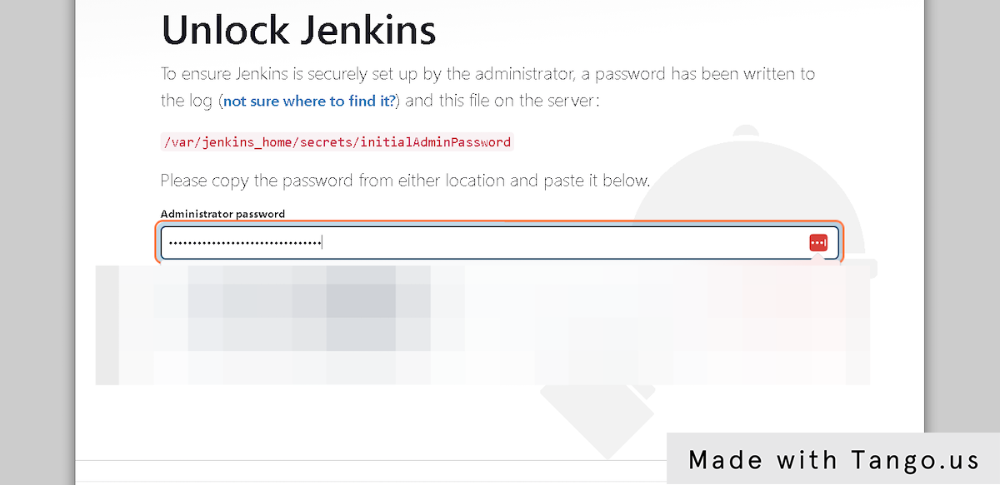 Unlock Jenkins
To ensure Jenkins is securely set up by the administrator, a password has been written to
the log (not sure where to find it?) and this file on the server:
/var/jenkins_home/secrets/initialAdminPassword
Please copy the password from either location and paste it below.
Administrator password
••••••••••••••••••••••••••••••••
Made with Tango.us